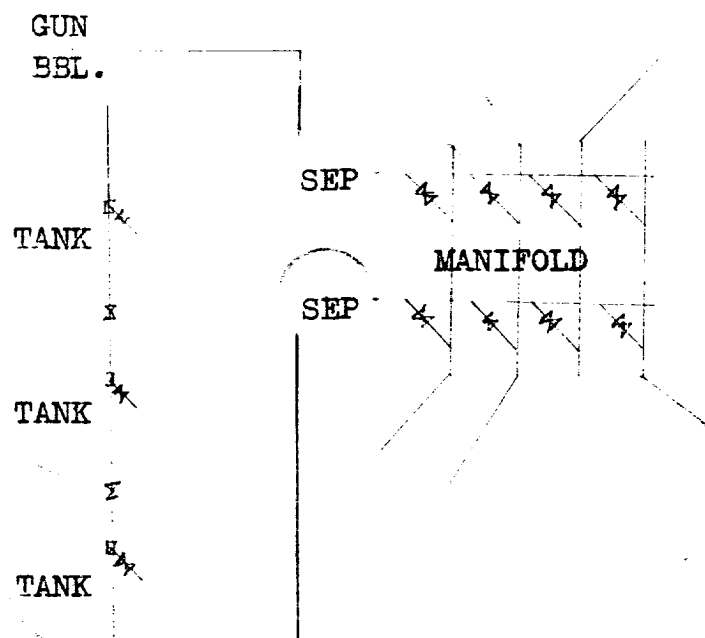 GUN
BBL.
SEP
TANK
MANIFOLD
SEP
TANK
TANK